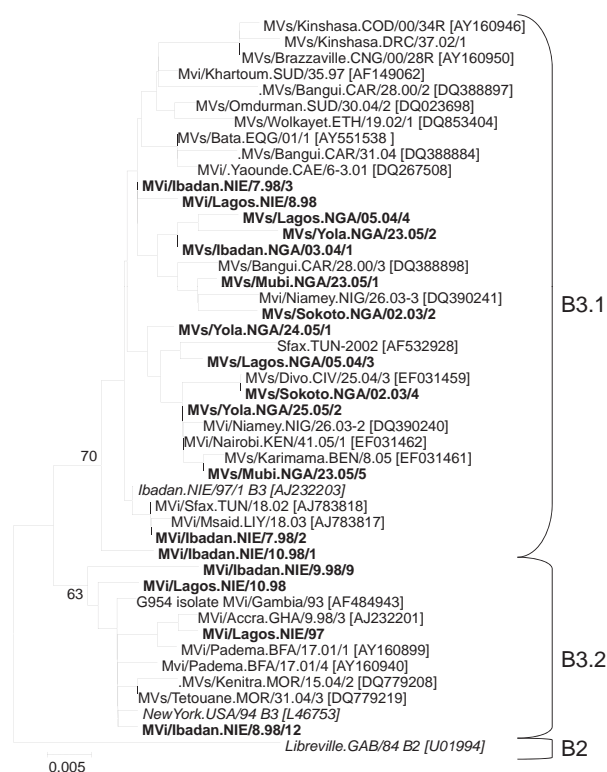 MVs/Kinshasa.COD/00/34R [AY160946]
MVs/Kinshasa.DRC/37.02/1
MVs/Brazzaville.CNG/00/28R [AY160950]
Mvi/Khartoum.SUD/35.97 [AF149062]
.MVs/Bangui.CAR/28.00/2 [DQ388897]
MVs/Omdurman.SUD/30.04/2 [DQ023698]
MVs/Wolkayet.ETH/19.02/1 [DQ853404]
MVs/Bata.EQG/01/1 [AY551538 ]
.MVs/Bangui.CAR/31.04 [DQ388884]
MVi/.Yaounde.CAE/6-3.01 [DQ267508]
MVi/Ibadan.NIE/7.98/3
MVi/Lagos.NIE/8.98
MVs/Lagos.NGA/05.04/4
MVs/Yola.NGA/23.05/2
MVs/Ibadan.NGA/03.04/1
MVs/Bangui.CAR/28.00/3 [DQ388898]
MVs/Mubi.NGA/23.05/1
Mvi/Niamey.NIG/26.03-3 [DQ390241]
MVs/Sokoto.NGA/02.03/2
B3.1
MVs/Yola.NGA/24.05/1
Sfax.TUN-2002 [AF532928]
MVs/Lagos.NGA/05.04/3
MVs/Divo.CIV/25.04/3 [EF031459]
MVs/Sokoto.NGA/02.03/4
MVs/Yola.NGA/25.05/2
MVi/Niamey.NIG/26.03-2 [DQ390240]
MVi/Nairobi.KEN/41.05/1 [EF031462]
MVs/Karimama.BEN/8.05 [EF031461]
70
MVs/Mubi.NGA/23.05/5
Ibadan.NIE/97/1 B3 [AJ232203]
MVi/Sfax.TUN/18.02 [AJ783818]
MVi/Msaid.LIY/18.03 [AJ783817]
MVi/Ibadan.NIE/7.98/2
MVi/Ibadan.NIE/10.98/1
MVi/Ibadan.NIE/9.98/9
63
MVi/Lagos.NIE/10.98
G954 isolate MVi/Gambia/93 [AF484943]
MVi/Accra.GHA/9.98/3 [AJ232201]
MVi/Lagos.NIE/97
MVi/Padema.BFA/17.01/1 [AY160899]
B3.2
Mvi/Padema.BFA/17.01/4 [AY160940]
.MVs/Kenitra.MOR/15.04/2 [DQ779208]
MVs/Tetouane.MOR/31.04/3 [DQ779219]
NewYork.USA/94 B3 [L46753]
MVi/Ibadan.NIE/8.98/12
Libreville.GAB/84 B2 [U01994]
B2
0.005